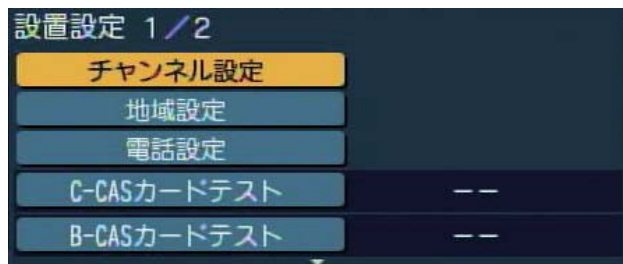 設置設定 1/2
チャンネル設定
地域設定
電話設定
C-CASカードテスト --
B-CASカードテスト --